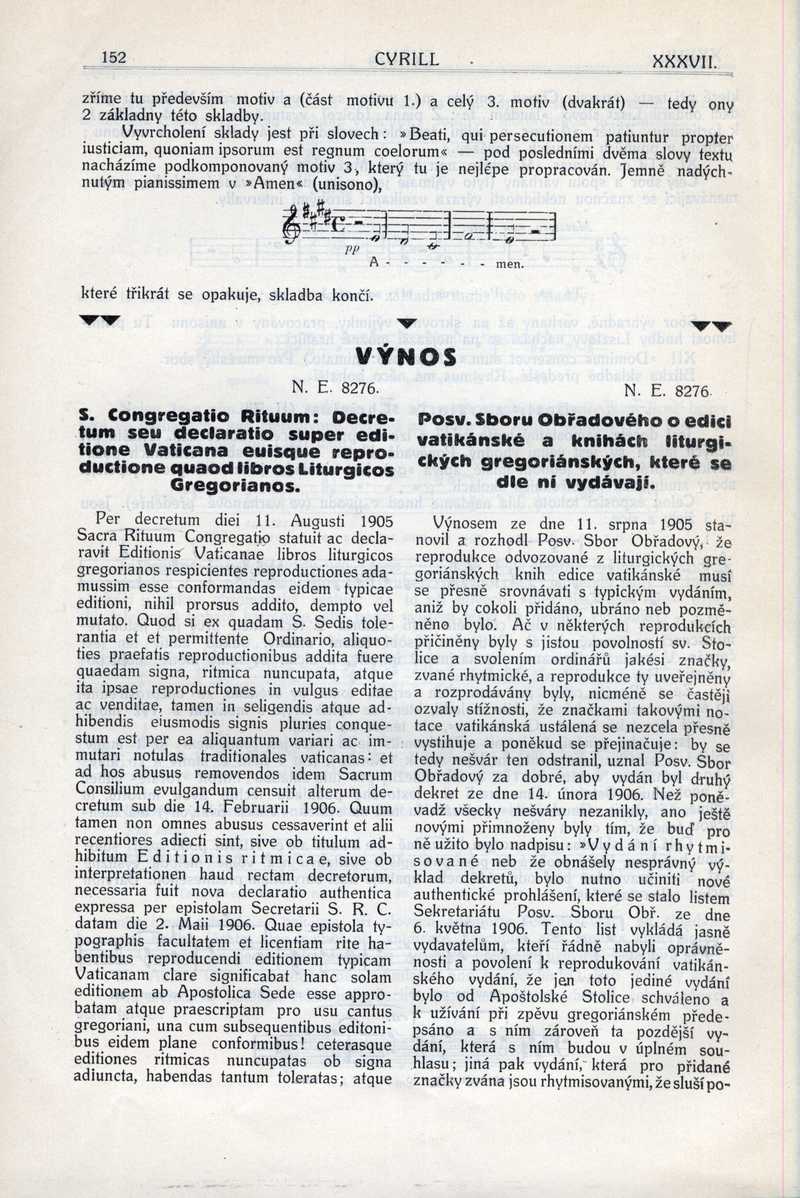 152 CYRILL XXXVII.
zříme tu především motiv a (část motivu 1.) a celý 3. motiv (dvakrát) — tedy ony
2 základny této skladby.
Vyvrcholení sklady jest při slovech: »Beati, qui persecutionem patiuntur propter
iusticiam, quoniam ipsorum est regnum coelorum« — pod posledními dvěma slovy textu
nacházíme podkomponovaný motiv 3, který tu je nejlépe propracován. Jemně nadých-
nutým pianissimem v »Amen« (unisono),
pp
A - - - - - - men.
které třikrát se opakuje, skladba končí.
VÝNOS
N. E. 8276.
S. Congregatio Rituum: Decre-
tum seu declaratio super edi-
tione Vaticana euisque repro-
ductione quaod libros Liturgicos
Gregorianos.
Per decretum diei 11. Augusti 1905
Sacra Rituum Congregatio statuit ac decla-
ravit Editionis Vaticanae libros liturgicos
gregorianos respicientes reproductiones ada-
mussim esse conformandas eidem typicae
editioni, nihil prorsus addito, dempto vel
mutato. Quod si ex quadam S. Sedis tole-
rantia et et permittente Ordinario, aliquo-
ties praefatis reproductionibus addita fuere
quaedam signa, ritmica nuncupata, atque
ita ipsae reproductiones in vulgus editae
ac venditae, tamen in seligendis atque ad-
hibendis eiusmodis signis pluries conque-
stum est per ea aliquantum variari ac im-
mutari notulas traditionales vaticanas: et
ad hos abusus removendos idem Sacrum
Consilium evulgandum censuit alterum de-
cretum sub die 14. Februarii 1906. Quum
tamen non omnes abusus cessaverint et alii
recentiores adiecti sint, sive ob titulum ad-
hibitum Editionis ritmicae, sive ob
interpretationen haud rectam decretorum,
necessaria fuit nova declaratio authentica
expressa per epistolam Secretarii S. R. C.
datam die 2. Maii 1906. Quae epistola ty-
pographis facultatem et licentiam rite ha-
bentibus reproducendi editionem typicam
Vaticanam clare significabat hanc solam
editionem ab Apostolica Sede esse appro-
batam atque praescriptam pro usu cantus
gregoriani, una cum subsequentibus editoni-
bus eidem plane conformibus! ceterasque
editiones ritmicas nuncupatas ob signa
adiuncta, habendas tantum toleratas; atque
N. E. 8276.
Posv. Sboru Obřadového o edici
vatikánské a knihách liturgi-
ckých gregoriánských, které se
dle ní vydávají.
Výnosem ze dne 11. srpna 1905 sta-
novil a rozhodl Posv. Sbor Obřadový, že
reprodukce odvozované z liturgických gre-
goriánských knih edice vatikánské musí
se přesně srovnávati s typickým vydáním,
aniž by cokoli přidáno, ubráno neb pozmě-
něno bylo. Ač v některých reprodukcích
přičiněny byly s jistou povolností sv. Sto-
lice a svolením ordinářů jakési značky,
zvané rhytmické, a reprodukce ty uveřejněny
a rozprodávány byly, nicméně se častěji
ozvaly stížnosti, že značkami takovými no-
tace vatikánská ustálená se nezcela přesně
vystihuje a poněkud se přejinačuje: by se
tedy nešvár ten odstranil, uznal Posv. Sbor
Obřadový za dobré, aby vydán byl druhý
dekret ze dne 14. února 1906. Než poně-
vadž všecky nešváry nezanikly, ano ještě
novými přimnoženy byly tím, že buď pro
ně užito bylo nadpisu: »Vydání rhytmi-
sované neb že obnášely nesprávný vý-
klad dekretů, bylo nutno učiniti nové
authentické prohlášení, které se stalo listem
Sekretariátu Posv. Sboru Obř. ze dne
6. května 1906. Tento list vykládá jasně
vydavatelům, kteří řádně nabyli oprávně-
nosti a povolení k reprodukování vatikán-
ského vydání, že jen toto jediné vydání
bylo od Apoštolské Stolice schváleno a
k užívání při zpěvu gregoriánském přede-
psáno a s ním zároveň ta pozdější vy-
dání, která s ním budou v úplném sou-
hlasu; jiná pak vydání, která pro přidané
značky zvána jsou rhytmisovanými, že sluší po-